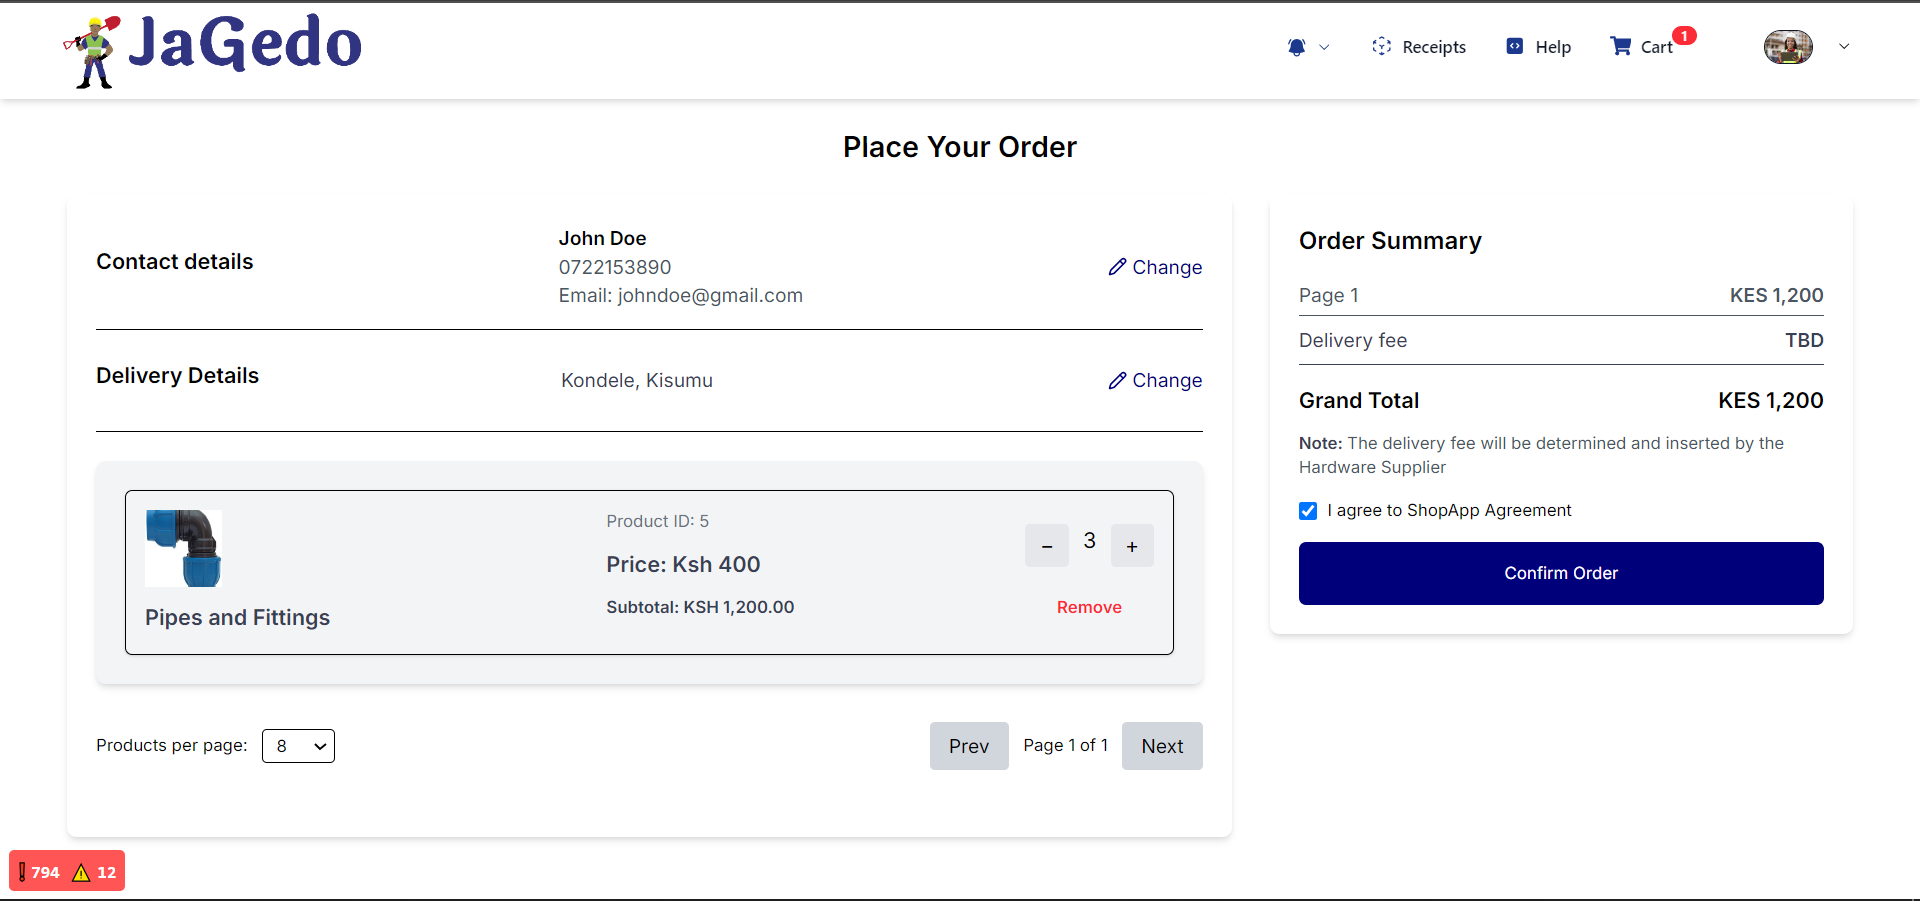 JaGedo
Receipts
Help
Cart
1
Place Your Order
Contact details
John Doe
0722153890
Email: johndoe@gmail.com
Change
Delivery Details
Kondele, Kisumu
Change
Pipes and Fittings
Product ID: 5
Price: Ksh 400
Subtotal: KSH 1,200.00
−
3
+
Remove
Products per page:
8
Prev
Page 1 of 1
Next
Order Summary
Page 1
KES 1,200
Delivery fee
TBD
Grand Total
KES 1,200
Note: The delivery fee will be determined and inserted by the
Hardware Supplier
I agree to ShopApp Agreement
Confirm Order
794
12